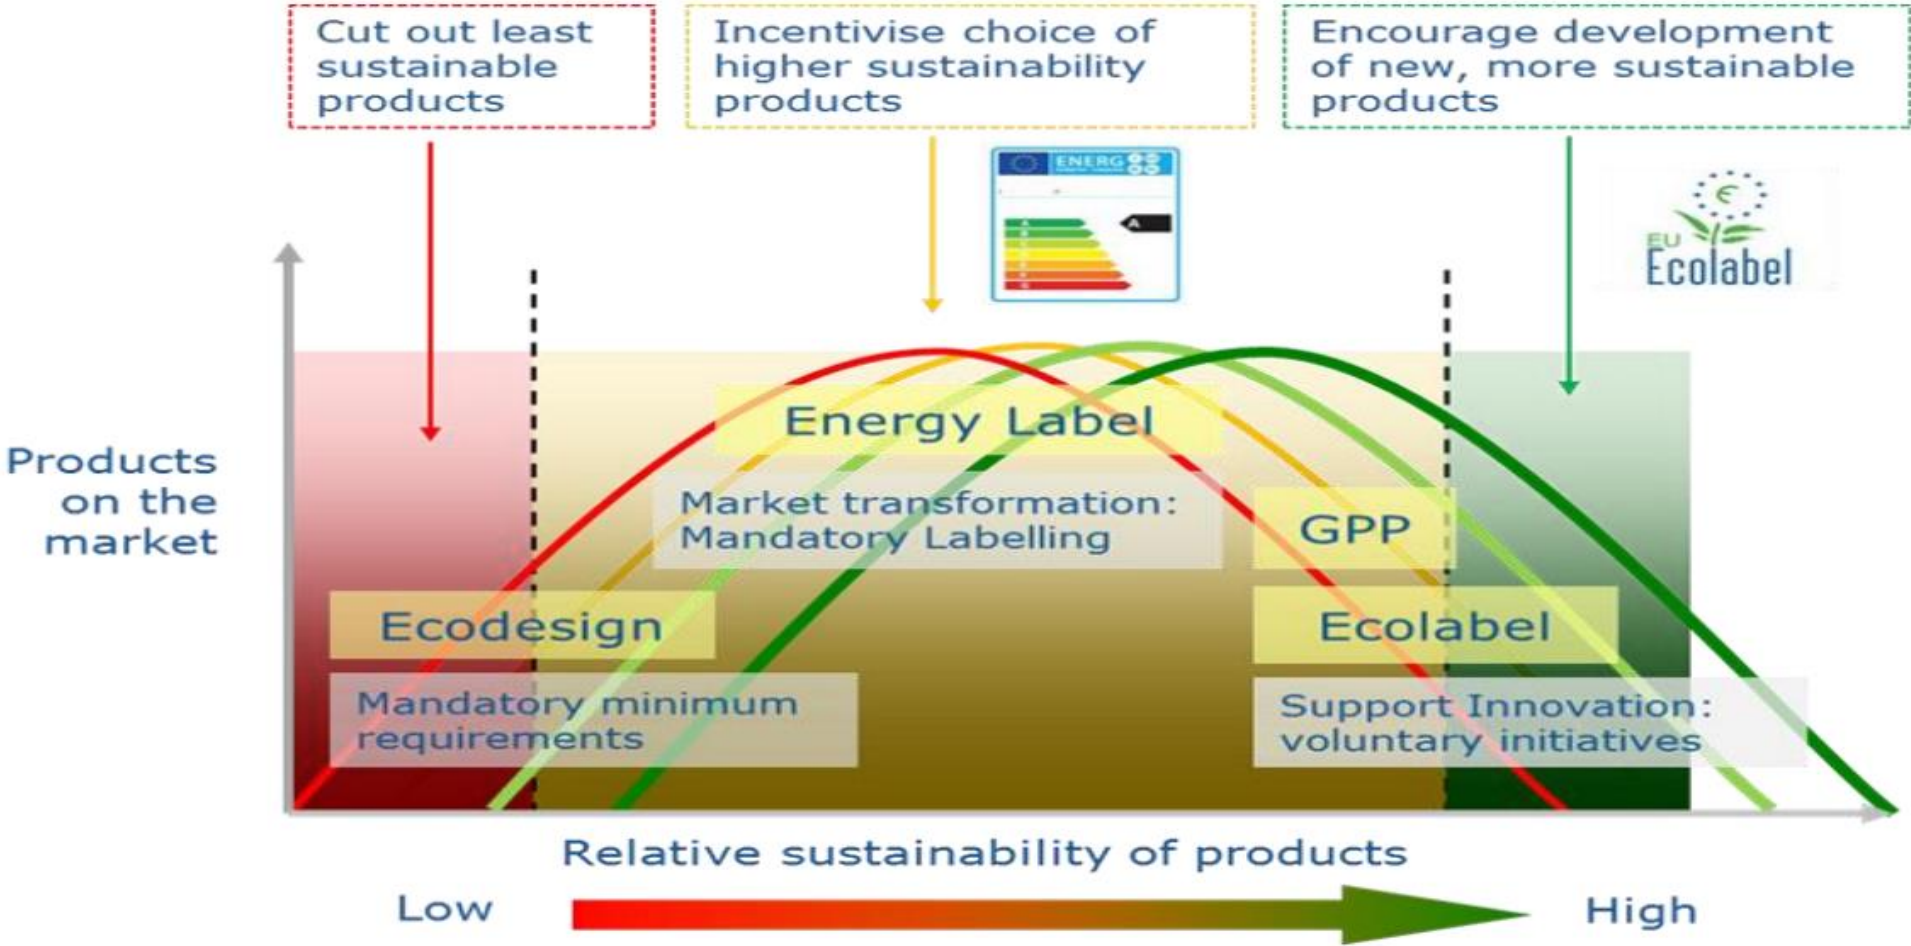 Cut out least
sustainable
products
Incentivise choice of
higher sustainability
products
Encourage development
of new, more sustainable
products
ENERG
A
EU
Ecolabel
Products
on the
market
Energy Label
Market transformation:
Mandatory Labelling
GPP
Ecodesign
Ecolabel
Mandatory minimum
requirements
Support Innovation:
voluntary initiatives
Relative sustainability of products
Low
High